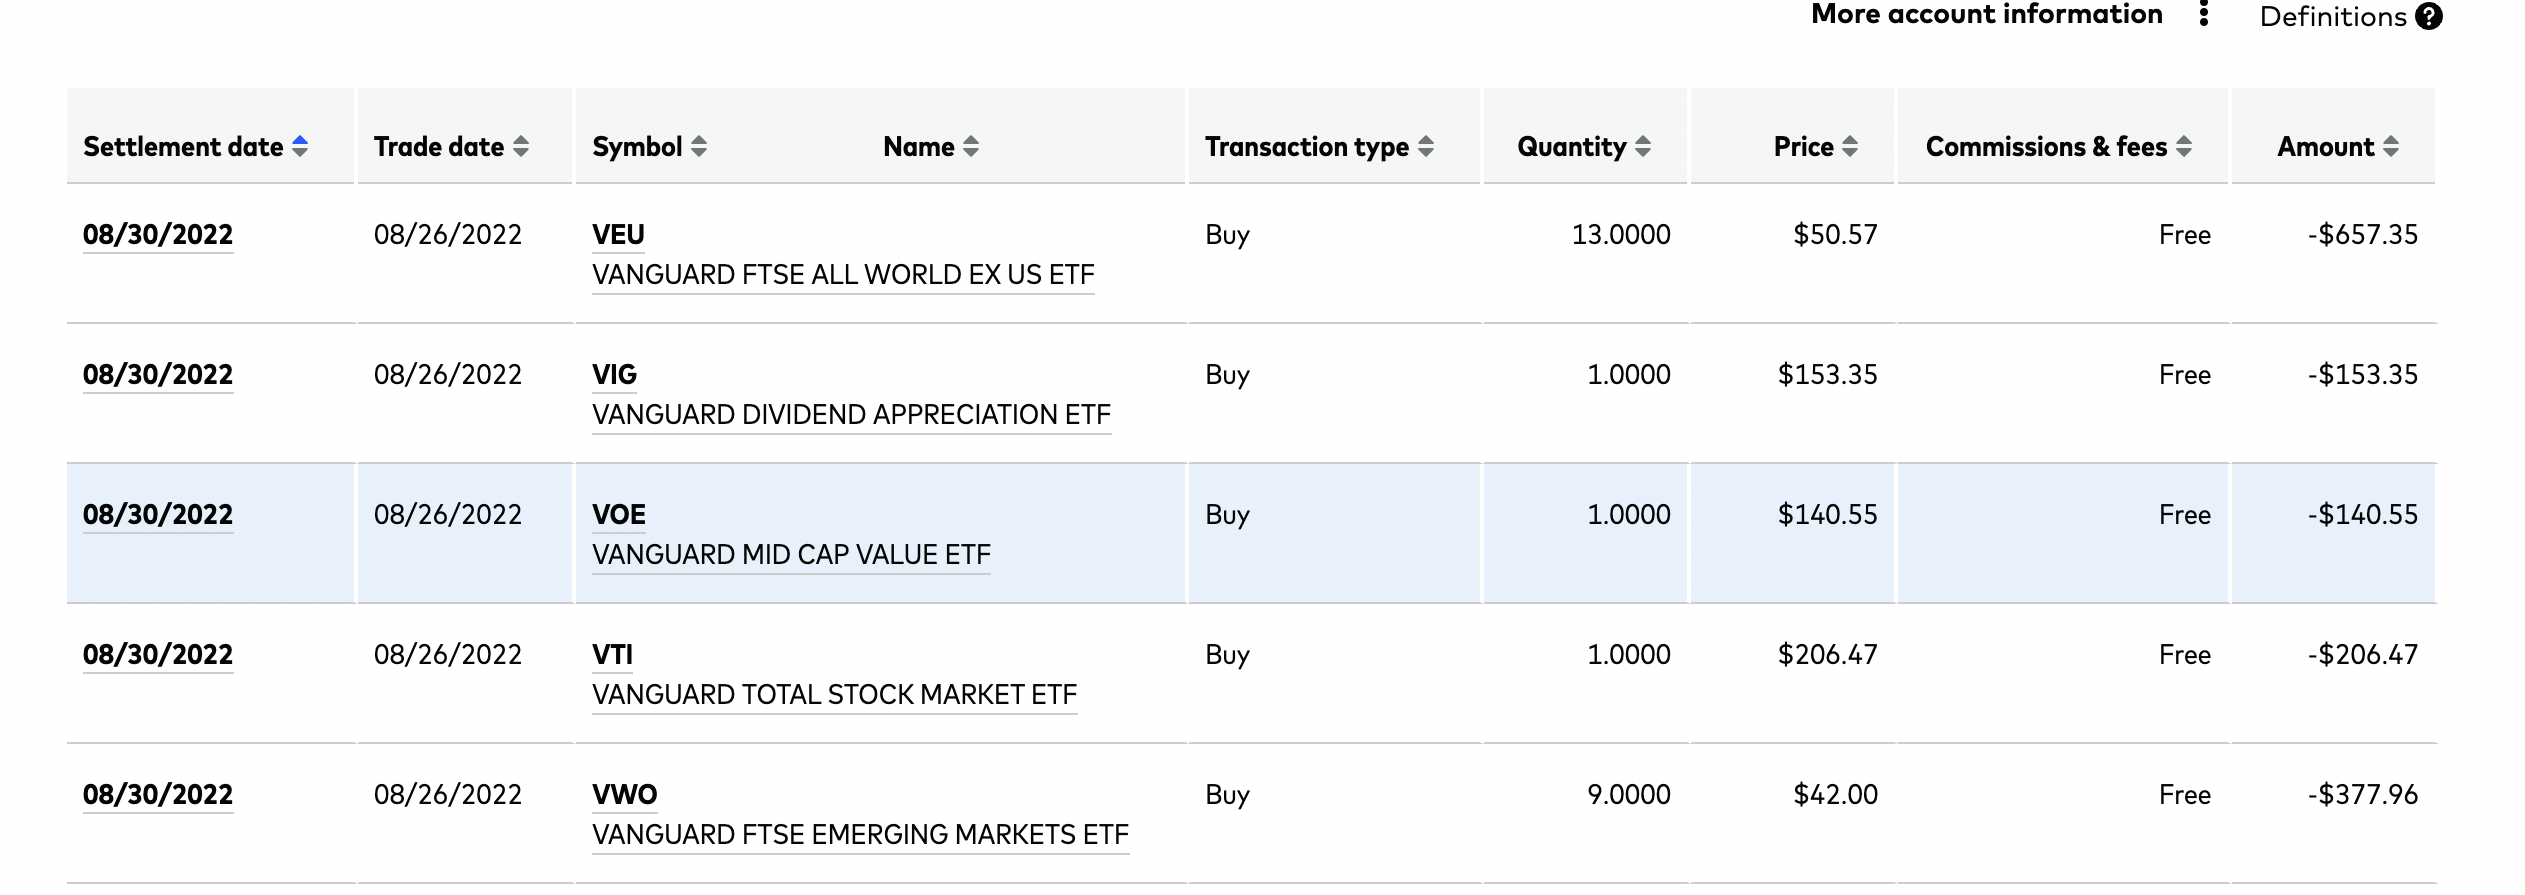 More account information Definitions ?
Settlement date Trade date Symbol Name Transaction type Quantity Price Commissions & fees Amount
08/30/2022 08/26/2022 VEU Buy 13.0000 $50.57 Free -$657.35
VANGUARD FTSE ALL WORLD EX US ETF
08/30/2022 08/26/2022 VIG Buy 1.0000 $153.35 Free -$153.35
VANGUARD DIVIDEND APPRECIATION ETF
08/30/2022 08/26/2022 VOE Buy 1.0000 $140.55 Free -$140.55
VANGUARD MID CAP VALUE ETF
08/30/2022 08/26/2022 VTI Buy 1.0000 $206.47 Free -$206.47
VANGUARD TOTAL STOCK MARKET ETF
08/30/2022 08/26/2022 VWO Buy 9.0000 $42.00 Free -$377.96
VANGUARD FTSE EMERGING MARKETS ETF